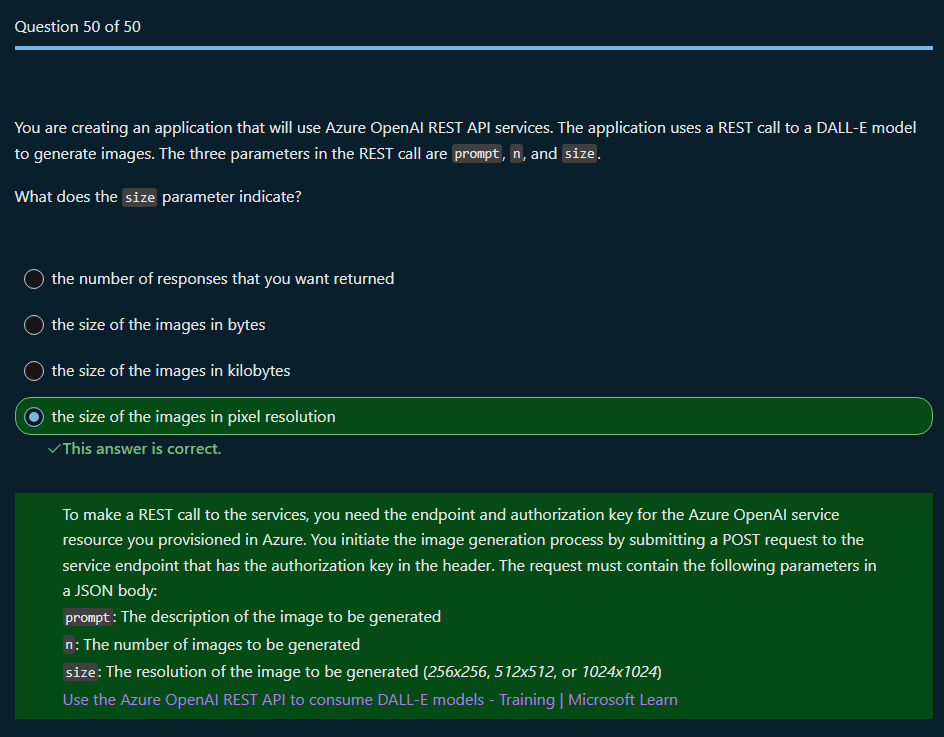 Question 50 of 50
You are creating an application that will use Azure OpenAI REST API services. The application uses a REST call to a DALL-E model
to generate images. The three parameters in the REST call are prompt, n, and size.
What does the size parameter indicate?
the number of responses that you want returned
the size of the images in bytes
the size of the images in kilobytes
the size of the images in pixel resolution
This answer is correct.
To make a REST call to the services, you need the endpoint and authorization key for the Azure OpenAI service
resource you provisioned in Azure. You initiate the image generation process by submitting a POST request to the
service endpoint that has the authorization key in the header. The request must contain the following parameters in
a JSON body:
prompt: The description of the image to be generated
n: The number of images to be generated
size: The resolution of the image to be generated (256x256, 512x512, or 1024x1024)
Use the Azure OpenAI REST API to consume DALL-E models - Training | Microsoft Learn